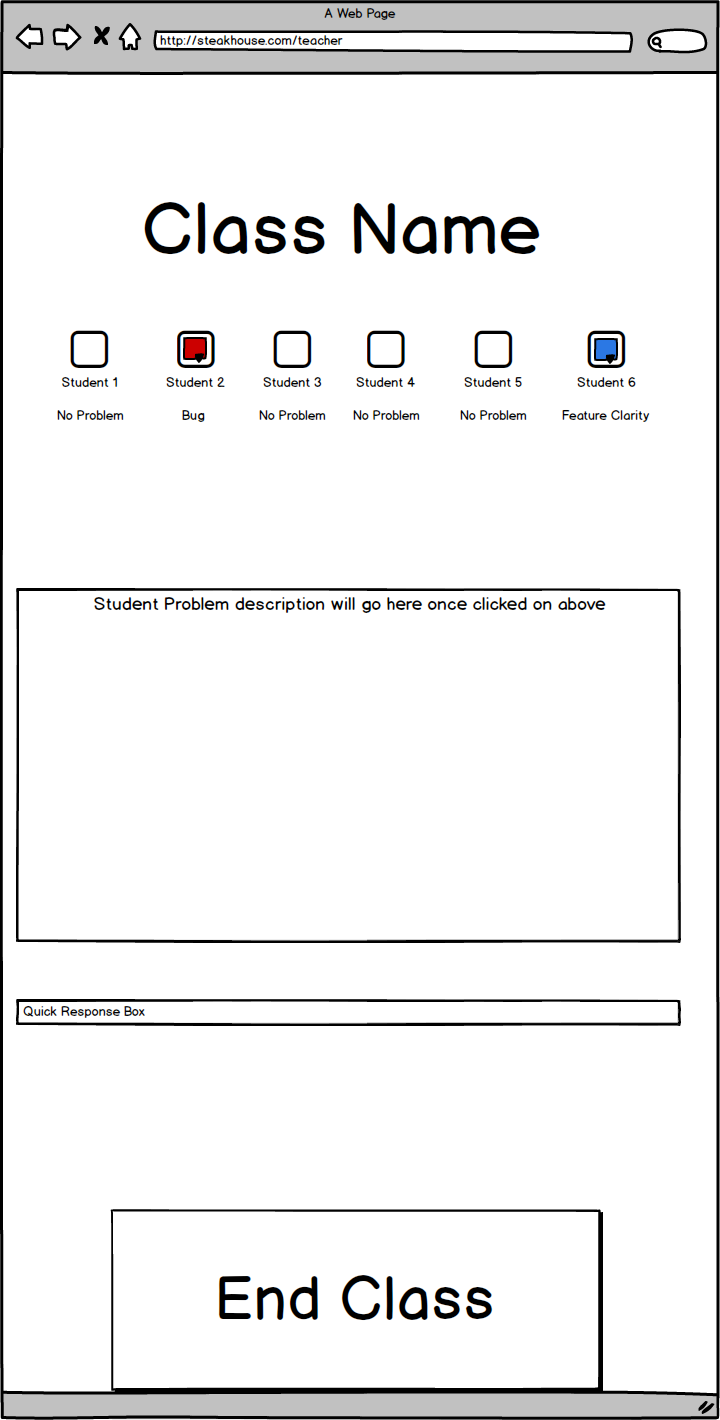 A Web Page
http://steakhouse.com/teacher
Class Name
Student 1 Student 2 Student 3 Student 4 Student 5 Student 6
No Problem Bug No Problem No Problem No Problem Feature Clarity
Student Problem description will go here once clicked on above
Quick Response Box
End Class